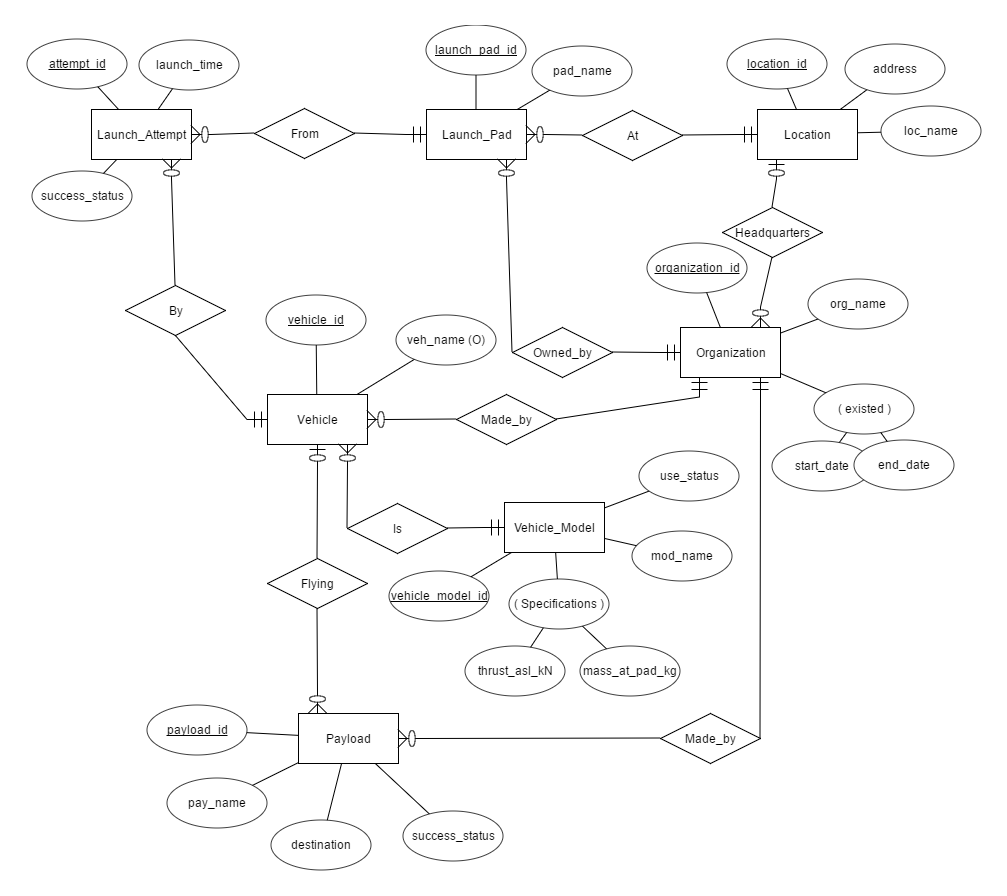 launch_pad_id
attempt_id
launch_time
location_id
address
pad_name
Launch_Attempt
From
Launch_Pad
At
Location
loc_name
success_status
Headquarters
organization_id
org_name
By
vehicle_id
veh_name (O)
Owned_by
Organization
Vehicle
Made_by
( existed )
start_date
end_date
use_status
Is
Vehicle_Model
mod_name
Flying
vehicle_model_id
( Specifications )
thrust_asl_kN
mass_at_pad_kg
payload_id
Payload
Made_by
pay_name
destination
success_status